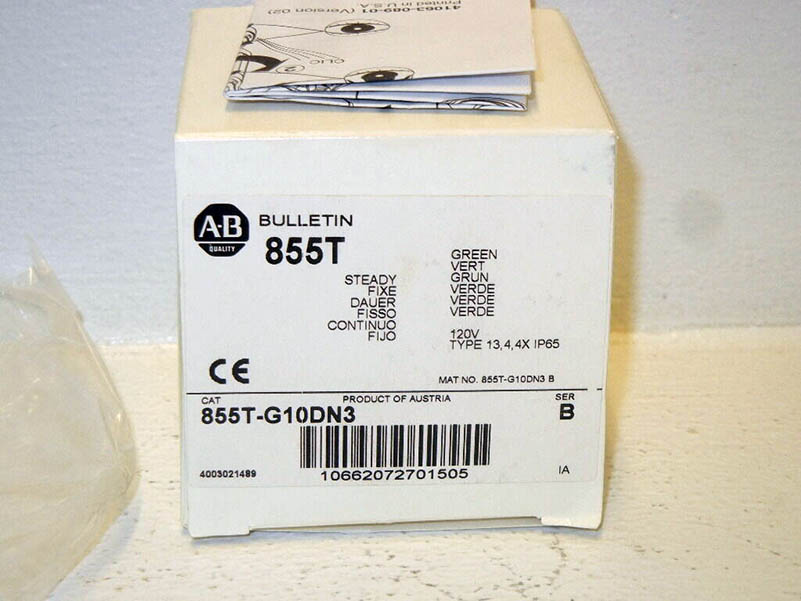 41063-089-01 (Version 02)
Printed in U.S.A
CLIC
2
A-B
QUALITY
BULLETIN
855T
STEADY
FIXE
DAUER
FISSO
CONTINUO
FIJO
GREEN
VERT
GRUN
VERDE
VERDE
VERDE
120V
TYPE 13,4,4X IP65
CE
MAT NO. 855T-G10DN3 B
CAT
PRODUCT OF AUSTRIA
SER
855T-G10DN3
B
4003021489
10662072701505
IA